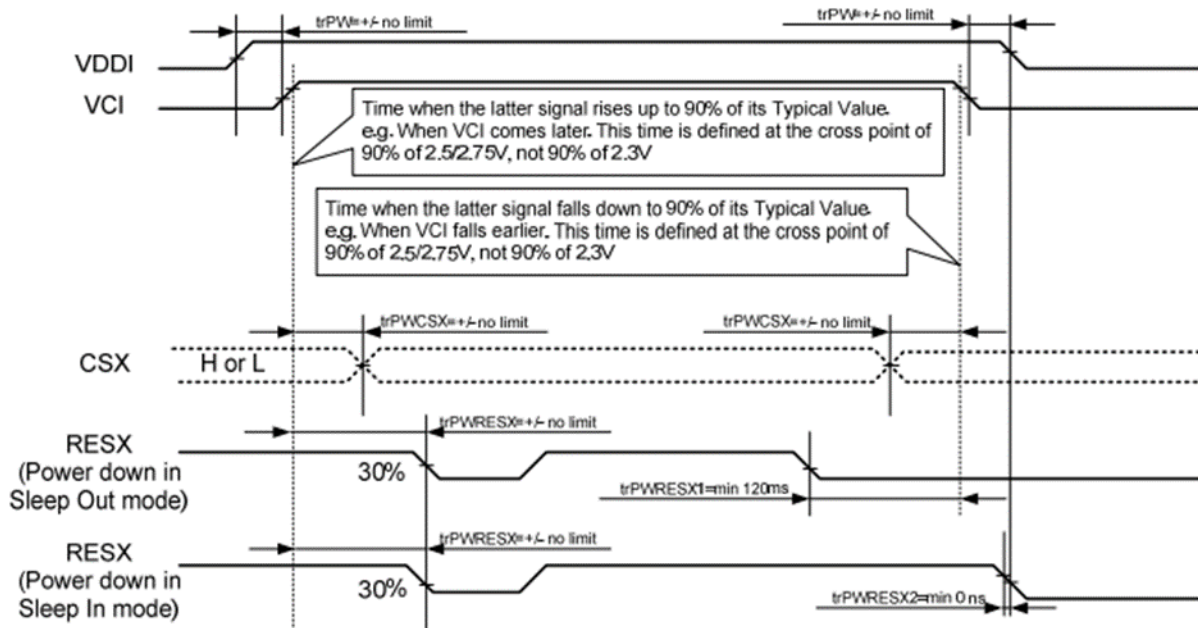 trPW=+/- no limit
trPW=+/- no limit
VDDI
VCI
Time when the latter signal rises up to 90% of its Typical Value.
e.g. When VCI comes later. This time is defined at the cross point of
90% of 2.5/2.75V, not 90% of 2.3V
Time when the latter signal falls down to 90% of its Typical Value.
e.g. When VCI falls earlier. This time is defined at the cross point of
90% of 2.5/2.75V, not 90% of 2.3V
trPWCSX=+/- no limit
trPWCSX=+/- no limit
CSX
H or L
trPWRESX=+/- no limit
RESX
(Power down in
Sleep Out mode)
30%
trPWRESX1=min 120ms
trPWRESX=+/- no limit
RESX
(Power down in
Sleep In mode)
30%
trPWRESX2=min 0 ns